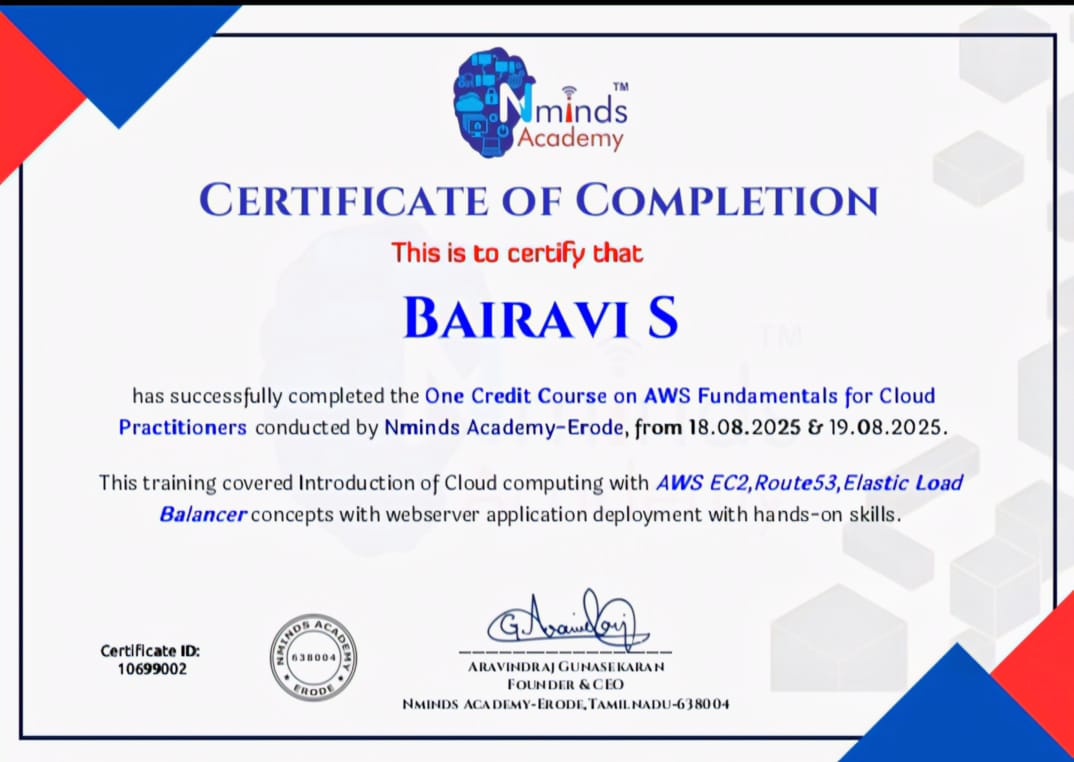 Nminds TM
Academy
CERTIFICATE OF COMPLETION
This is to certify that
BAIRAVI S
has successfully completed the One Credit Course on AWS Fundamentals for Cloud
Practitioners conducted by Nminds Academy-Erode, from 18.08.2025 & 19.08.2025.
This training covered Introduction of Cloud computing with AWS EC2,Route53,Elastic Load
Balancer concepts with webserver application deployment with hands-on skills.
Certificate ID:
10699002
NMINDS ACADEMY
638004
ERODE
G.Aravindraj
ARAVINDRAJ GUNASEKARAN
FOUNDER & CEO
NMINDS ACADEMY-ERODE,TAMILNADU-638004